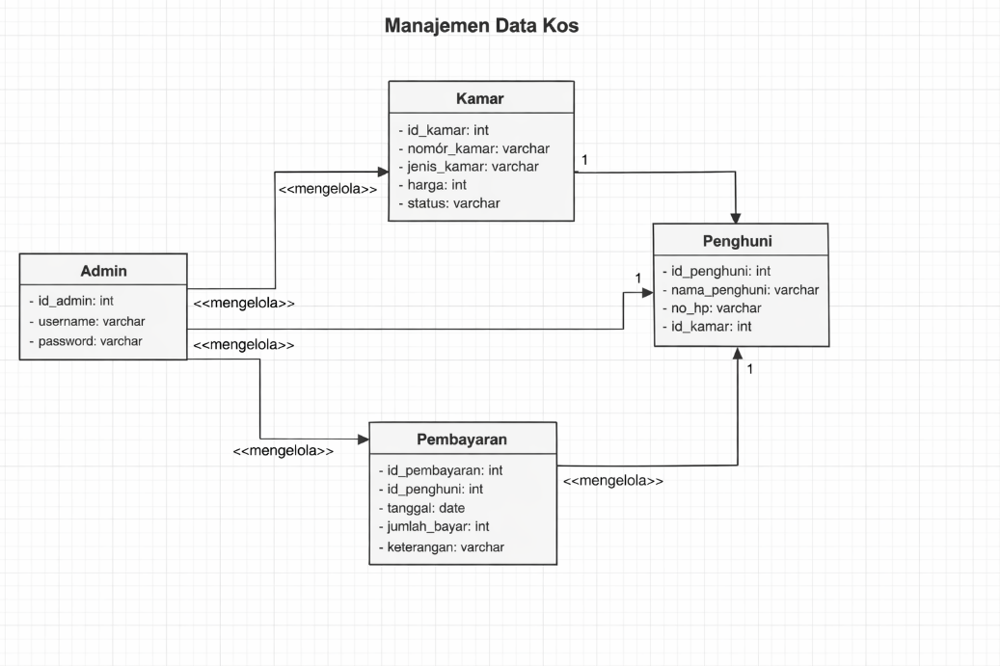 Manajemen Data Kos
Kamar
- id_kamar: int
- nomór_kamar: varchar
- jenis_kamar: varchar
- harga: int
- status: varchar
1
<<mengelola>>
Penghuni
- id_penghuni: int
- nama_penghuni: varchar
- no_hp: varchar
- id_kamar: int
Admin
- id_admin: int
- username: varchar
- password: varchar
<<mengelola>>
1
<<mengelola>>
1
<<mengelola>>
Pembayaran
- id_pembayaran: int
- id_penghuni: int
- tanggal: date
- jumlah_bayar: int
- keterangan: varchar
<<mengelola>>